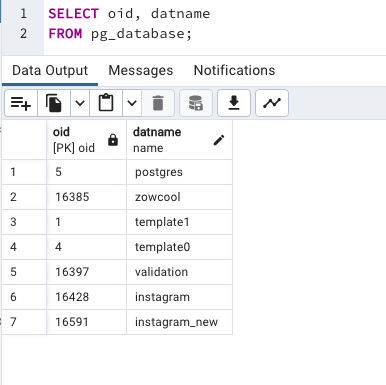 1 SELECT oid, datname
2 FROM pg_database;
Data Output Messages Notifications
oid datname
[PK] oid name
1 5 postgres
2 16385 zowcool
3 1 template1
4 4 template0
5 16397 validation
6 16428 instagram
7 16591 instagram_new